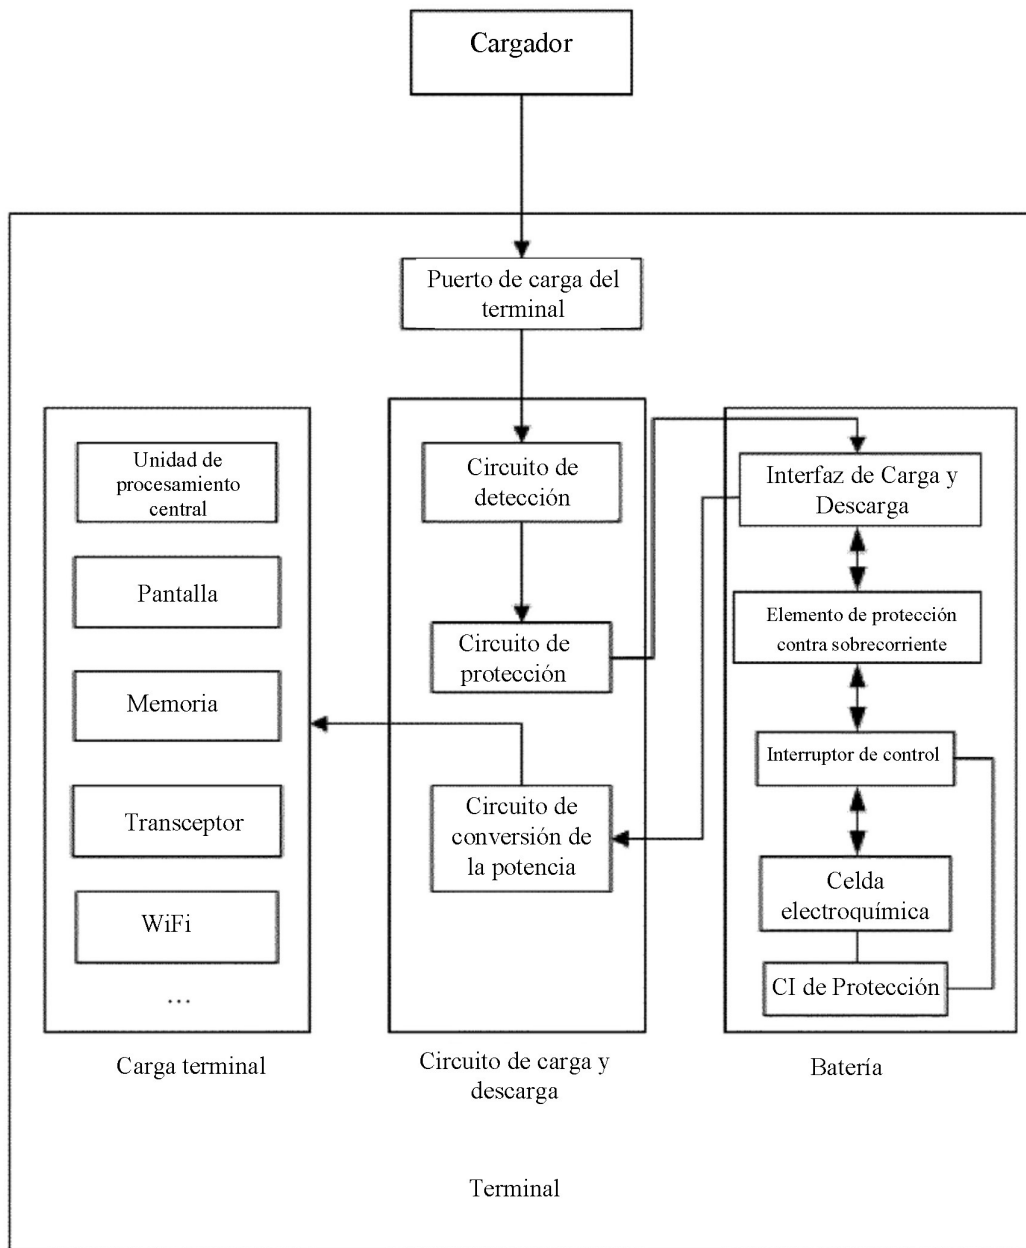 Cargador
Puerto de carga del
terminal
Unidad de
procesamiento
central
Pantalla
Memoria
Transceptor
WiFi
...
Carga terminal
Circuito de
detección
Circuito de
protección
Circuito de
conversión de
la potencia
Circuito de carga y
descarga
Interfaz de Carga y
Descarga
Elemento de protección
contra sobrecorriente
Interruptor de control
Celda
electroquímica
CI de Protección
Batería
Terminal